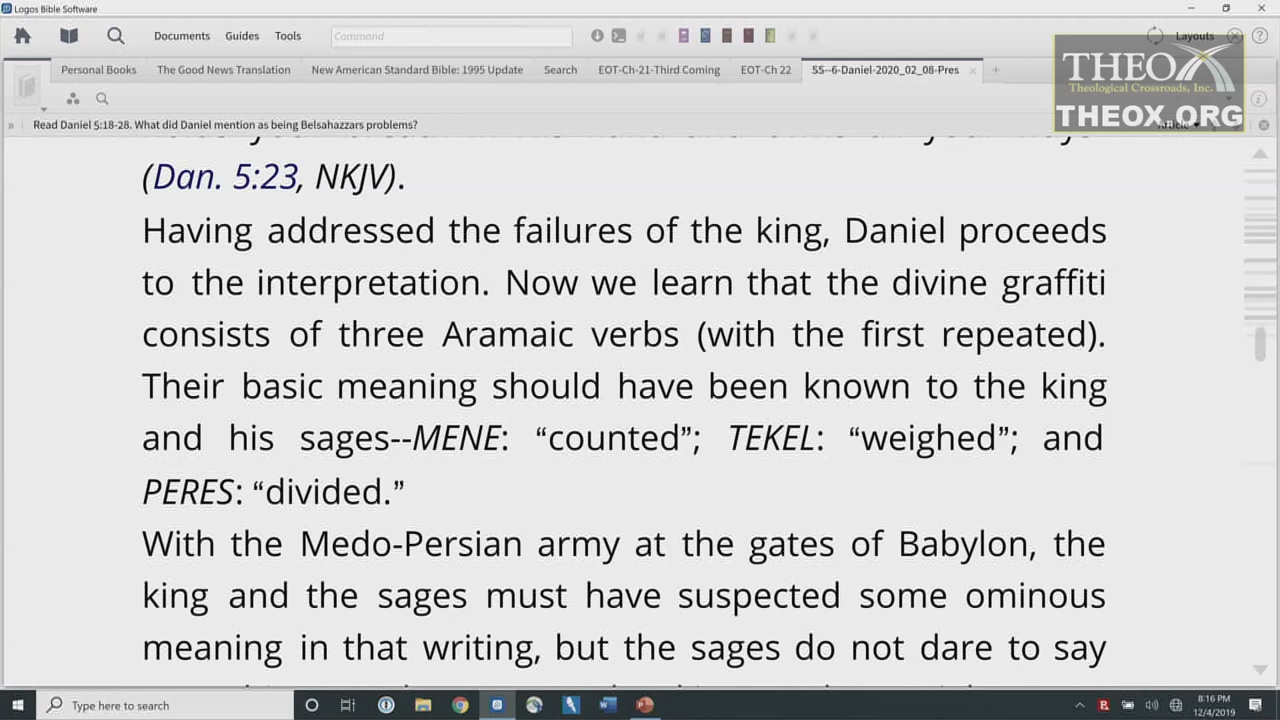 Logos Bible Software
Documents Guides Tools Command Layouts
THEOX
Theological Crossroads, Inc.
THEOX.ORG
Personal Books The Good News Translation New American Standard Bible: 1995 Update Search EOT-Ch-21-Third Coming EOT-Ch 22 SS--6-Daniel-2020_02_08-Pres
Read Daniel 5:18-28. What did Daniel mention as being Belsahazzars problems?
(Dan. 5:23, NKJV).
Having addressed the failures of the king, Daniel proceeds
to the interpretation. Now we learn that the divine graffiti
consists of three Aramaic verbs (with the first repeated).
Their basic meaning should have been known to the king
and his sages--MENE: “counted”; TEKEL: “weighed”; and
PERES: “divided.”
With the Medo-Persian army at the gates of Babylon, the
king and the sages must have suspected some ominous
meaning in that writing, but the sages do not dare to say
Type here to search
8:16 PM
12/4/2019